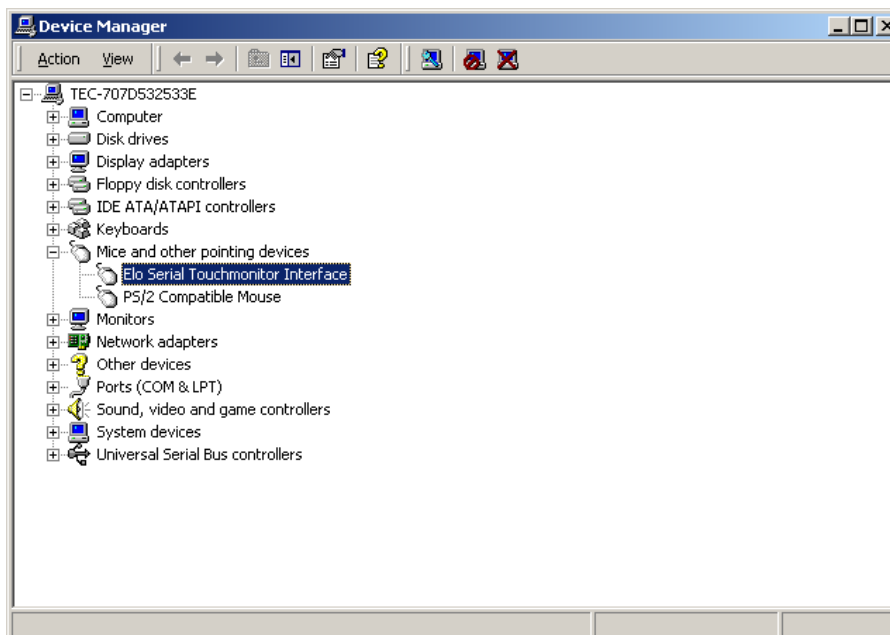 Device Manager
Action View
TEC-707D532533E
Computer
Disk drives
Display adapters
Floppy disk controllers
IDE ATA/ATAPI controllers
Keyboards
Mice and other pointing devices
Elo Serial Touchmonitor Interface
PS/2 Compatible Mouse
Monitors
Network adapters
Other devices
Ports (COM & LPT)
Sound, video and game controllers
System devices
Universal Serial Bus controllers